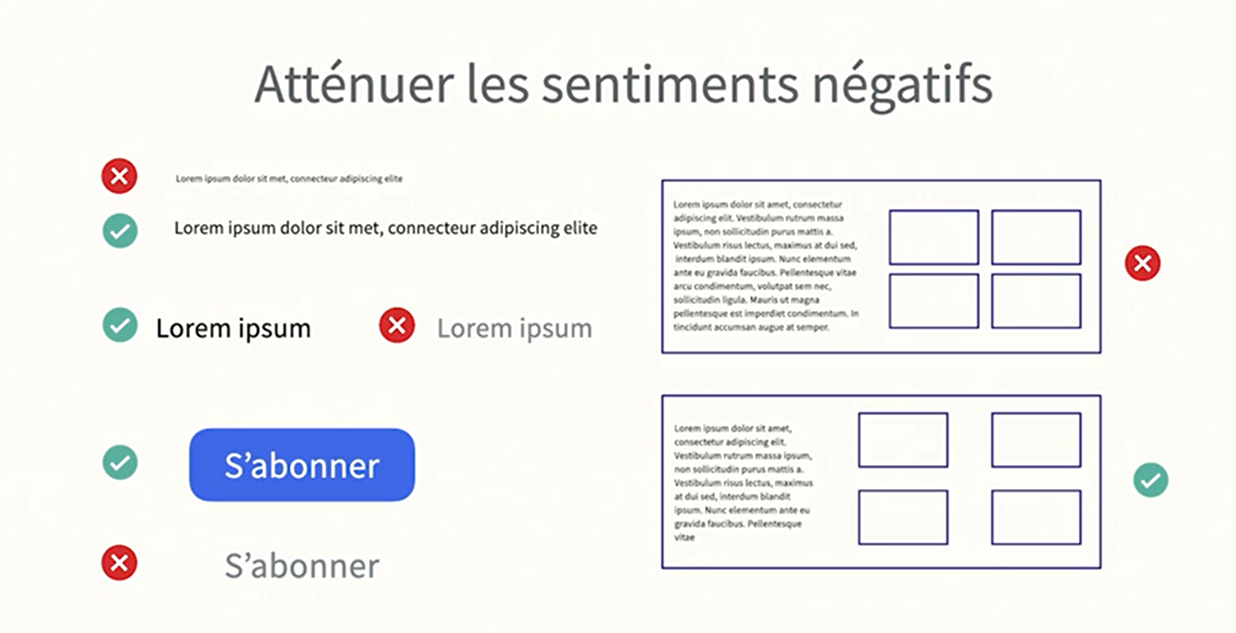 Atténuer les sentiments négatifs
Lorem ipsum dolor sit met, connecteur adipiscing elite
Lorem ipsum dolor sit met, connecteur adipiscing elite
Lorem ipsum
Lorem ipsum
S’abonner
S’abonner
Lorem ipsum dolor sit amet, consectetur
adipiscing elit. Vestibulum rutrum massa
ipsum, non sollicitudin purus mattis a.
Vestibulum risus lectus, maximus at dui sed,
interdum blandit ipsum. Nunc elementum
ante eu gravida faucibus. Pellentesque vitae
arcu condimentum, volutpat sem nec,
sollicitudin ligula. Mauris ut magna
pellentesque est imperdiet condimentum. In
tincidunt accumsan augue at semper.
Lorem ipsum dolor sit amet,
consectetur adipiscing elit.
Vestibulum rutrum massa ipsum,
non sollicitudin purus mattis a.
Vestibulum risus lectus, maximus
at dui sed, interdum blandit
ipsum. Nunc elementum ante eu
gravida faucibus. Pellentesque
vitae